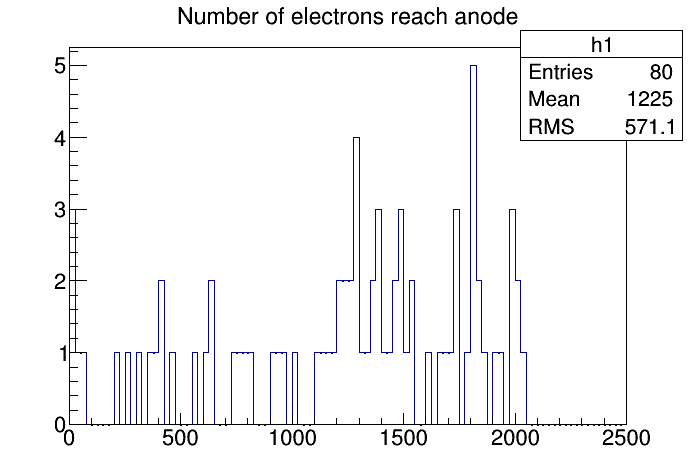 Number of electrons reach anode
h1
Entries 80
Mean 1225
RMS 571.1
5
4
3
2
1
0
0 500 1000 1500 2000 2500